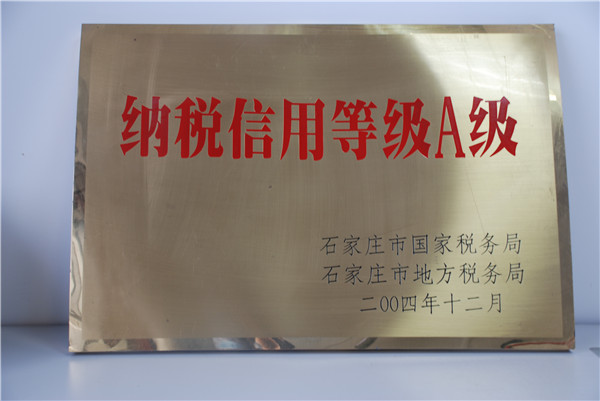 纳税信用等级A级
石家庄市国家税务局
石家庄市地方税务局
二00四年十二月